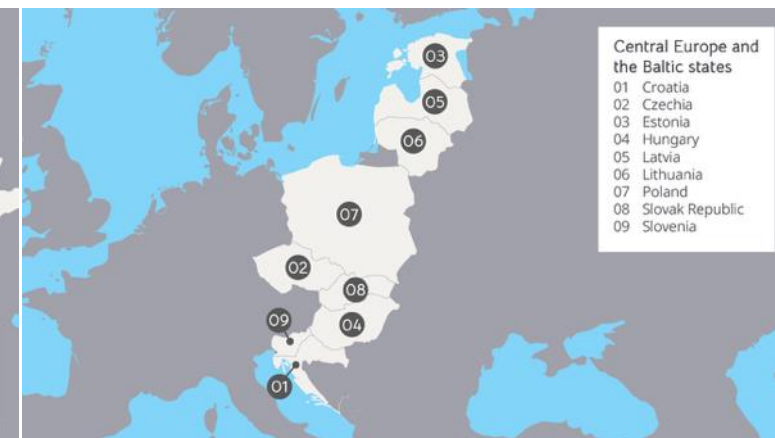 Central Europe and
the Baltic states
01 Croatia
02 Czechia
03 Estonia
04 Hungary
05 Latvia
06 Lithuania
07 Poland
08 Slovak Republic
09 Slovenia
03
05
06
07
02
08
09
04
01